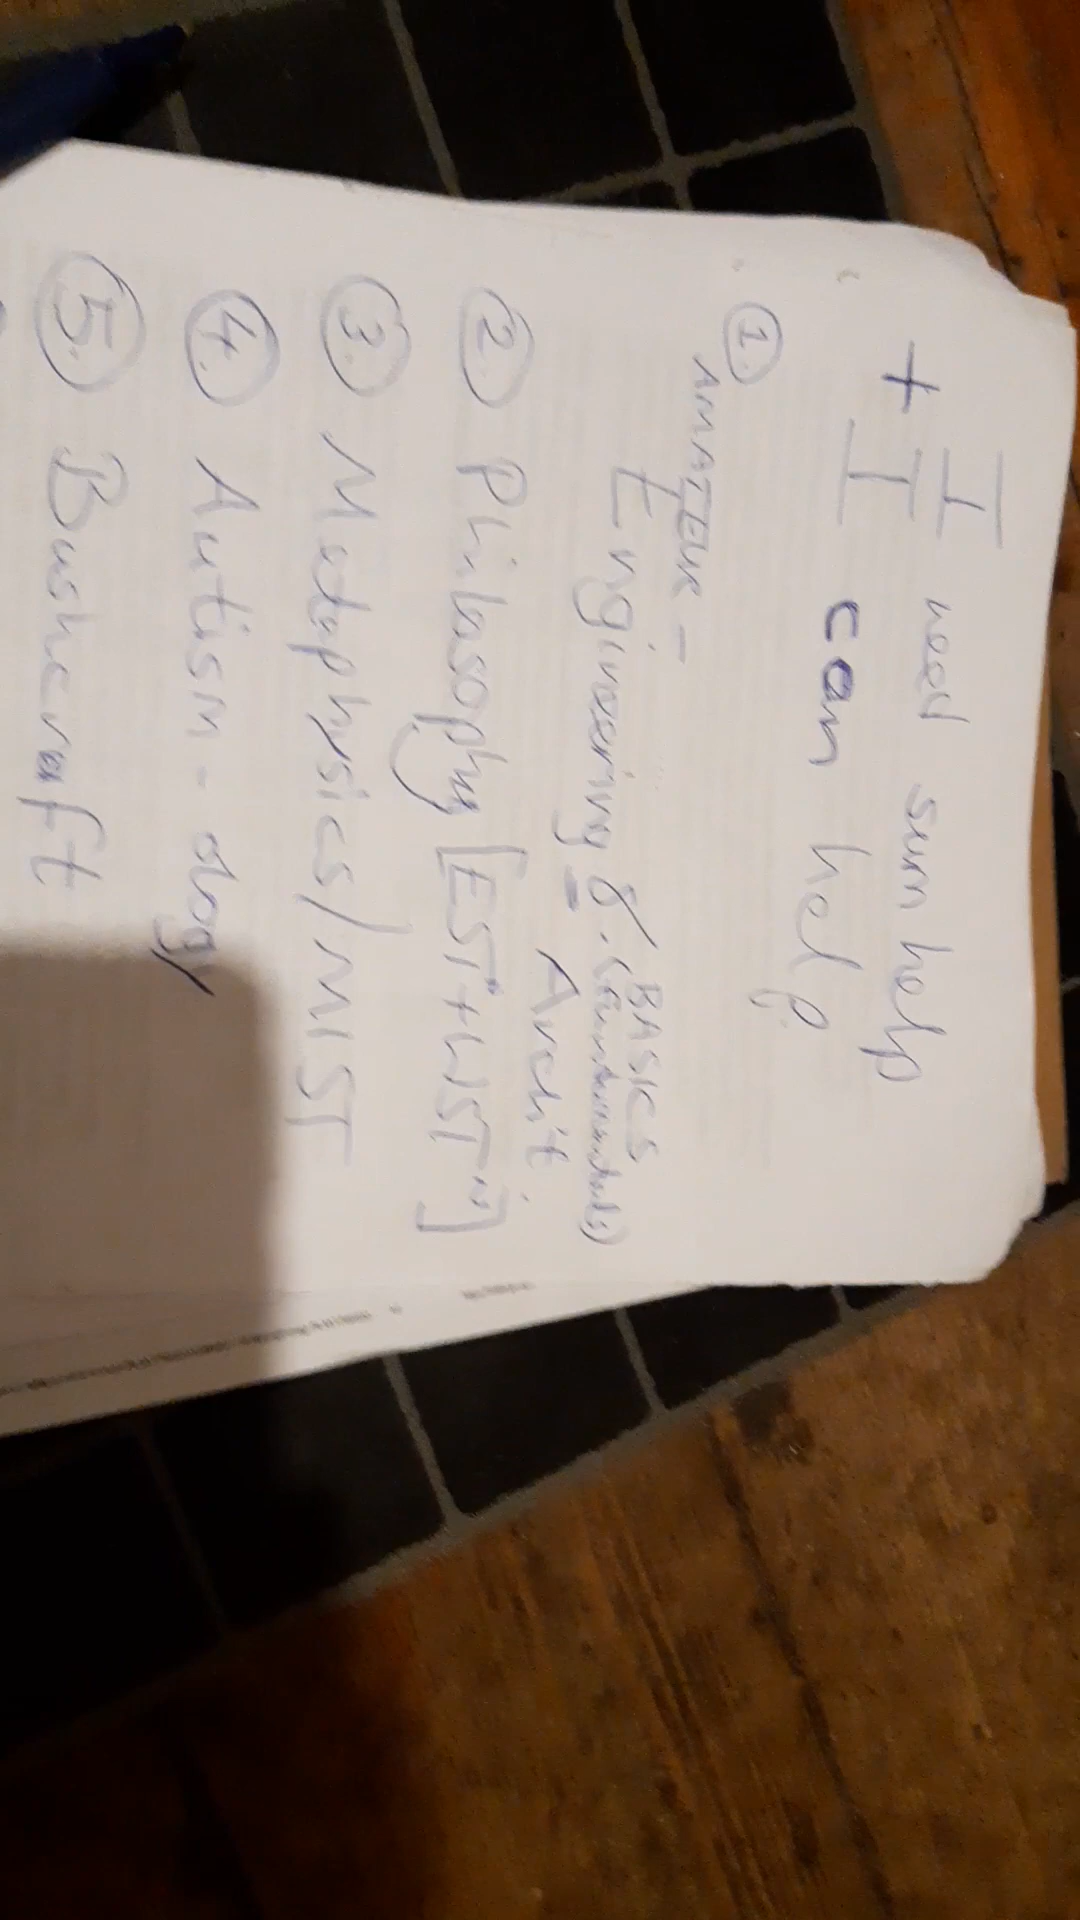 I need sum help
+ I can help
1.
AMATEUR -
Engineering & - BASICS
Archit.
2. Philosophy [EST^n + WST^n]
3. Metaphysics/MIST
4. Autism - ology
5. Bushcraft